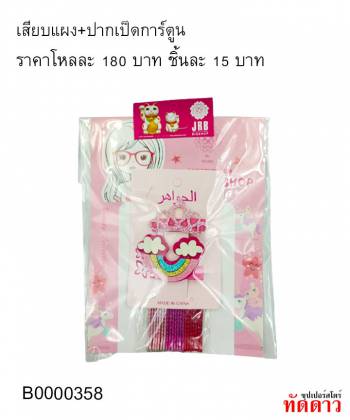 เสียบแผง+ปากเป็ดการ์ตูน
ราคาโหลละ 180 บาท ชิ้นละ 15 บาท
JBB
SHOP
الجواهر
MADE IN CHINA
B0000358
ซุปเปอร์สโตร์
ทัดดาว